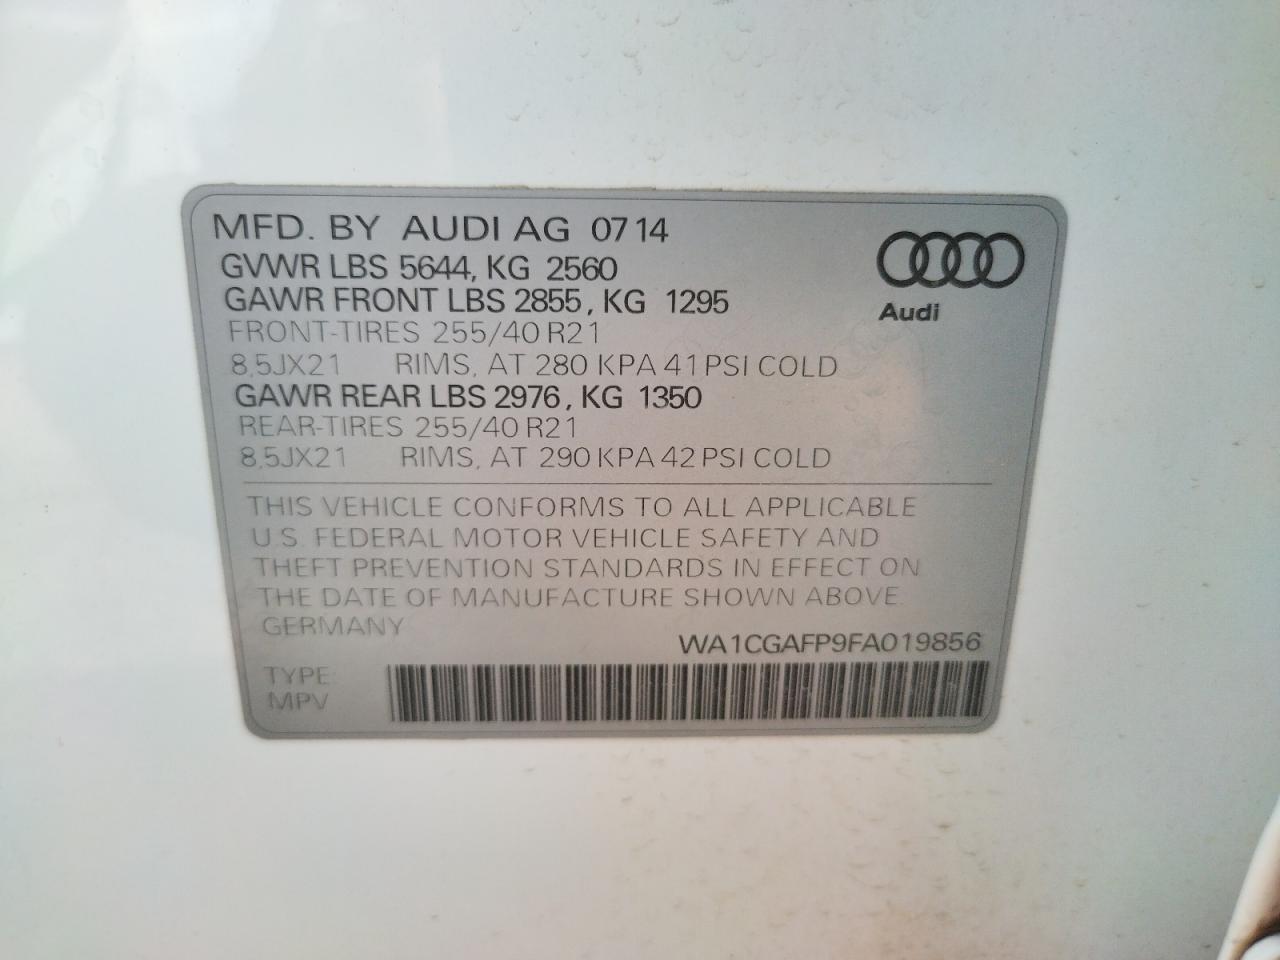 MFD. BY AUDI AG 07 14
GVWR LBS 5644, KG 2560
GAWR FRONT LBS 2855, KG 1295
FRONT-TIRES 255/40 R21
8,5JX21 RIMS, AT 280 KPA 41 PSI COLD
GAWR REAR LBS 2976, KG 1350
REAR-TIRES 255/40 R21
8,5JX21 RIMS, AT 290 KPA 42 PSI COLD
Audi
THIS VEHICLE CONFORMS TO ALL APPLICABLE
U.S. FEDERAL MOTOR VEHICLE SAFETY AND
THEFT PREVENTION STANDARDS IN EFFECT ON
THE DATE OF MANUFACTURE SHOWN ABOVE.
GERMANY
WA1CGAFP9FA019856
TYPE:
MPV